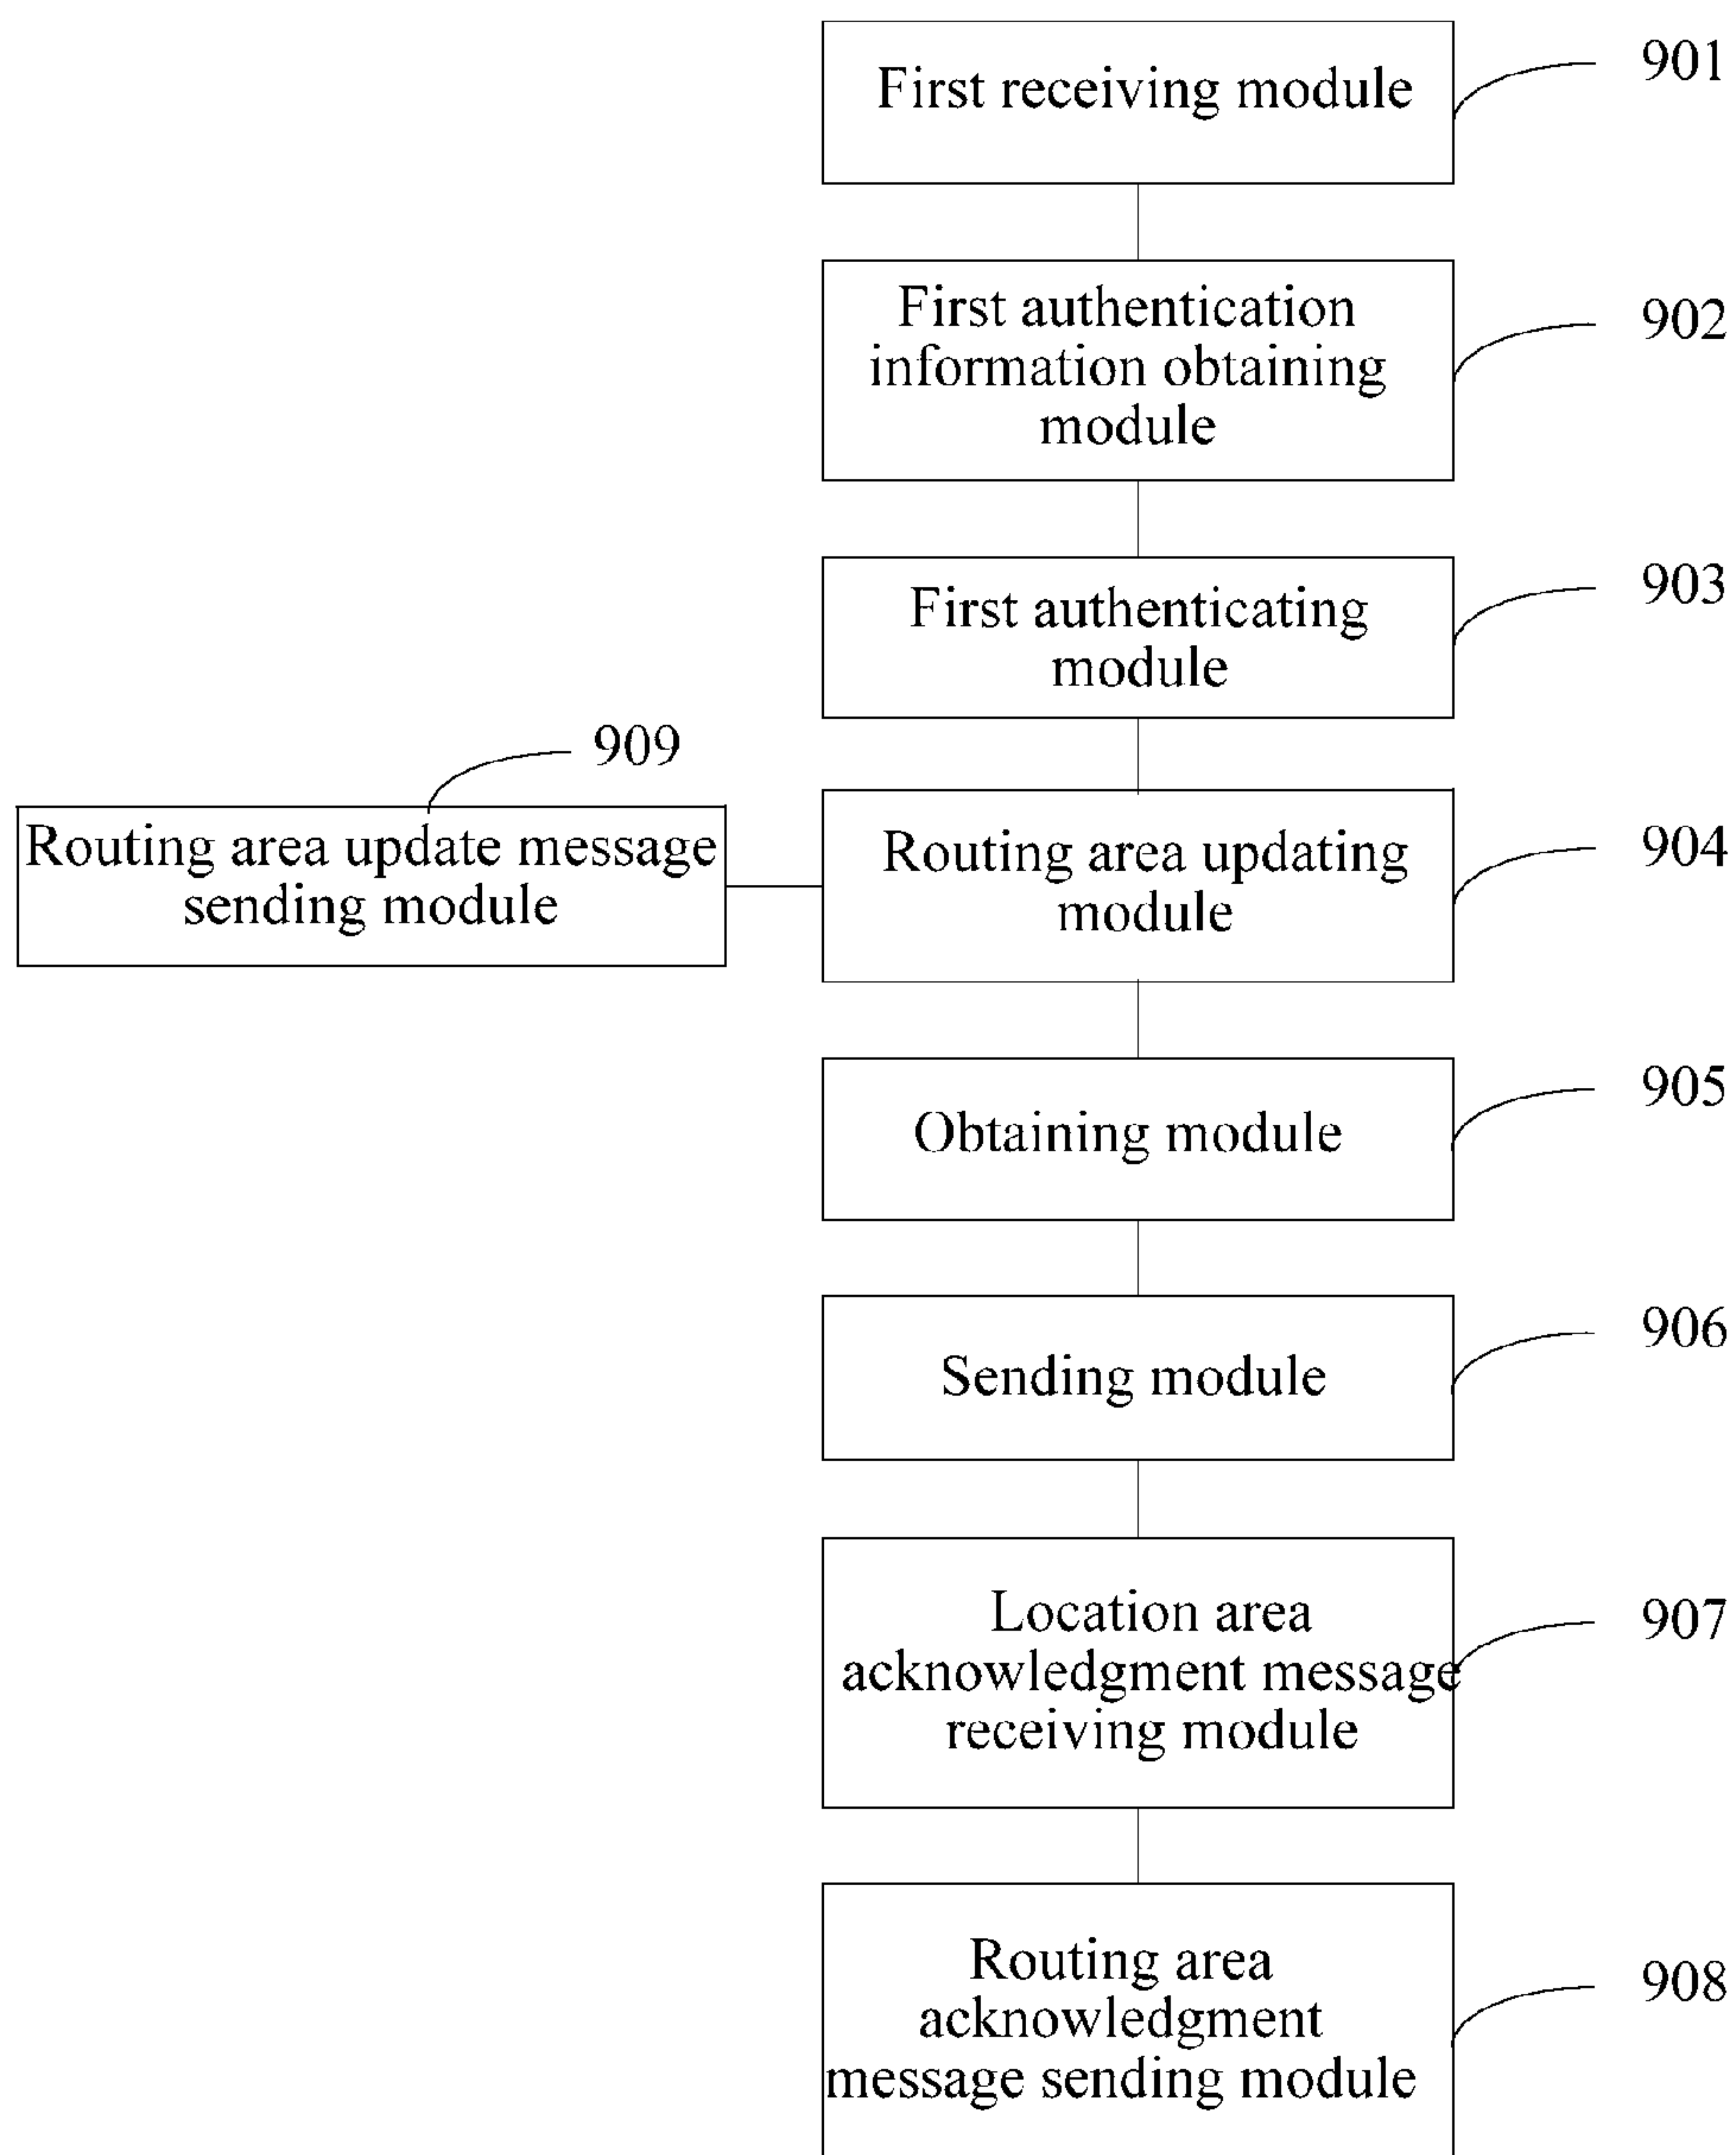 First receiving module
901
First authentication
information obtaining
module
902
First authenticating
module
903
909
Routing area update message
sending module
Routing area updating
module
904
Obtaining module
905
Sending module
906
Location area
acknowledgment message
receiving module
907
Routing area
acknowledgment
message sending module
908